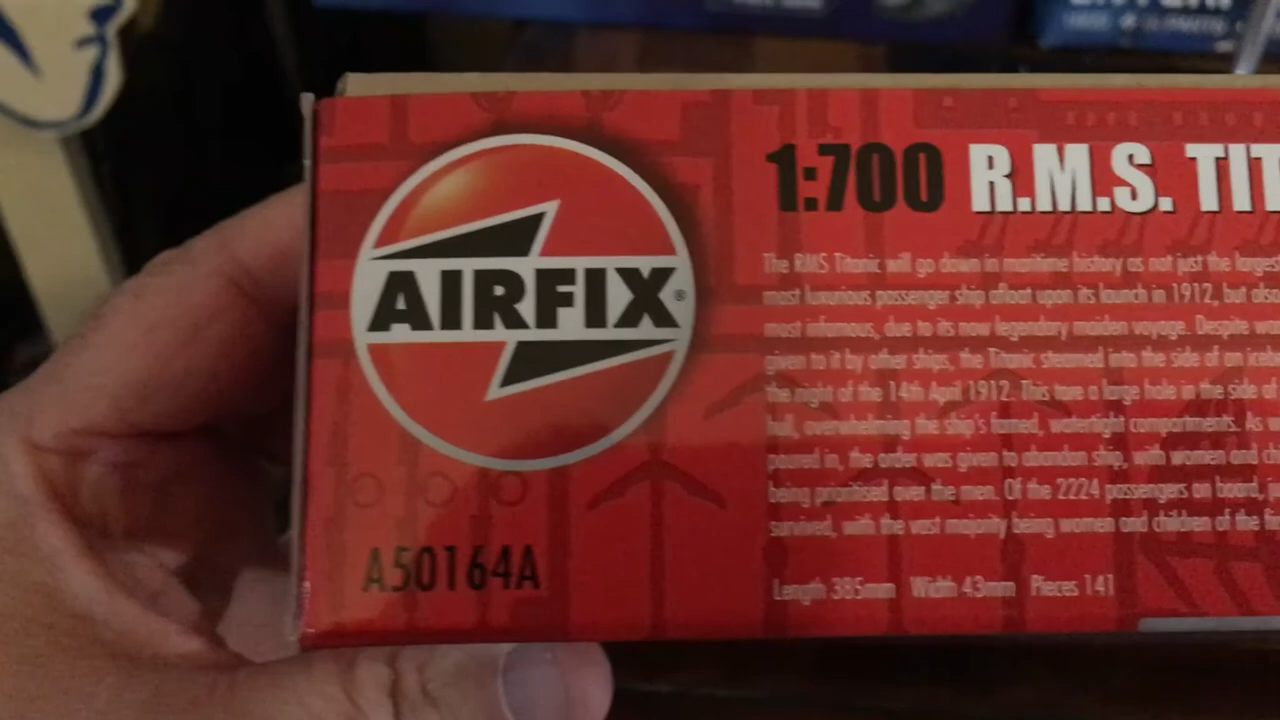 AIRFIX®
A50164A
1:700 R.M.S. TIT
The RMS Titanic will go down in maritime history as not just the largest
most luxurious passenger ship afloat upon its launch in 1912, but also
most infamous, due to its now legendary maiden voyage. Despite wa
given to it by other ships, the Titanic steamed into the side of an iceb
the night of the 14th April 1912. This tore a large hole in the side of
hull, overwhelming the ship's famed, watertight compartments. As w
poured in, the order was given to abandon ship, with women and ch
being prioritised over the men. Of the 2224 passengers on board, j
survived, with the vast majority being women and children of the fi
Length 385mm Width 43mm Pieces 141